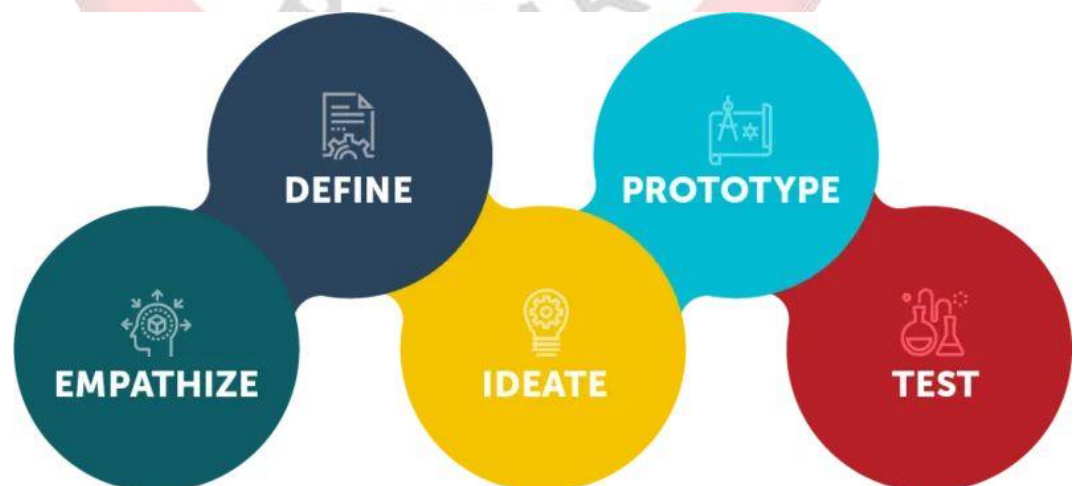 EMPATHIZE
DEFINE
IDEATE
PROTOTYPE
TEST